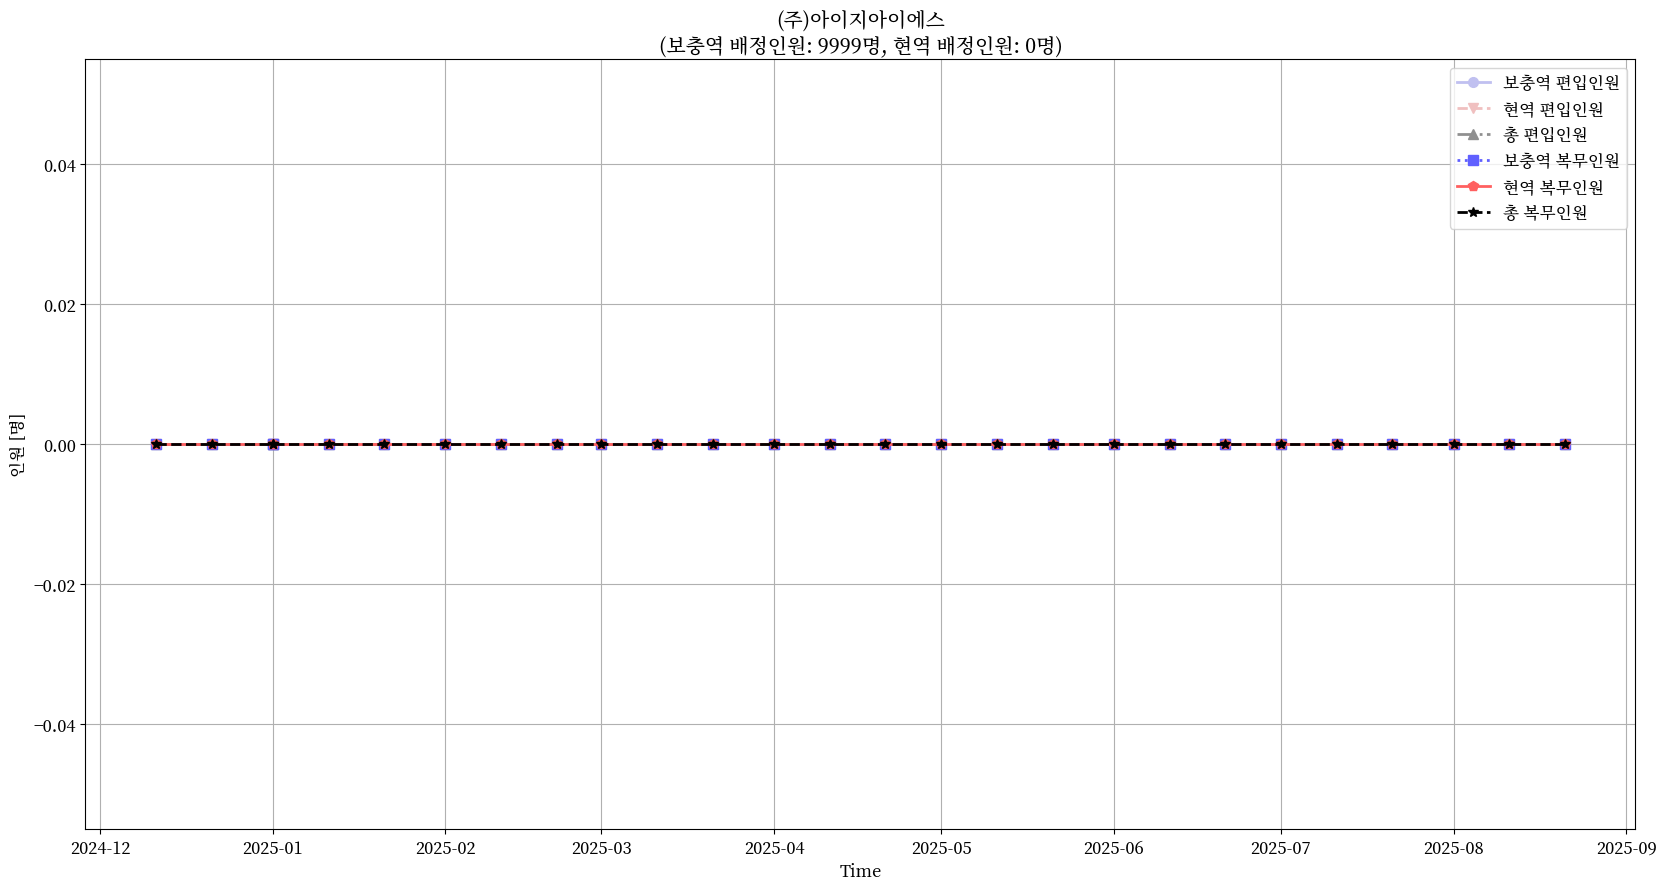 (주)아이지아이에스
(보충역 배정인원: 9999명, 현역 배정인원: 0명)
보충역 편입인원
현역 편입인원
총 편입인원
보충역 복무인원
현역 복무인원
총 복무인원
인원 [명]
0.04
0.02
0.00
−0.02
−0.04
2024-12 2025-01 2025-02 2025-03 2025-04 2025-05 2025-06 2025-07 2025-08 2025-09
Time